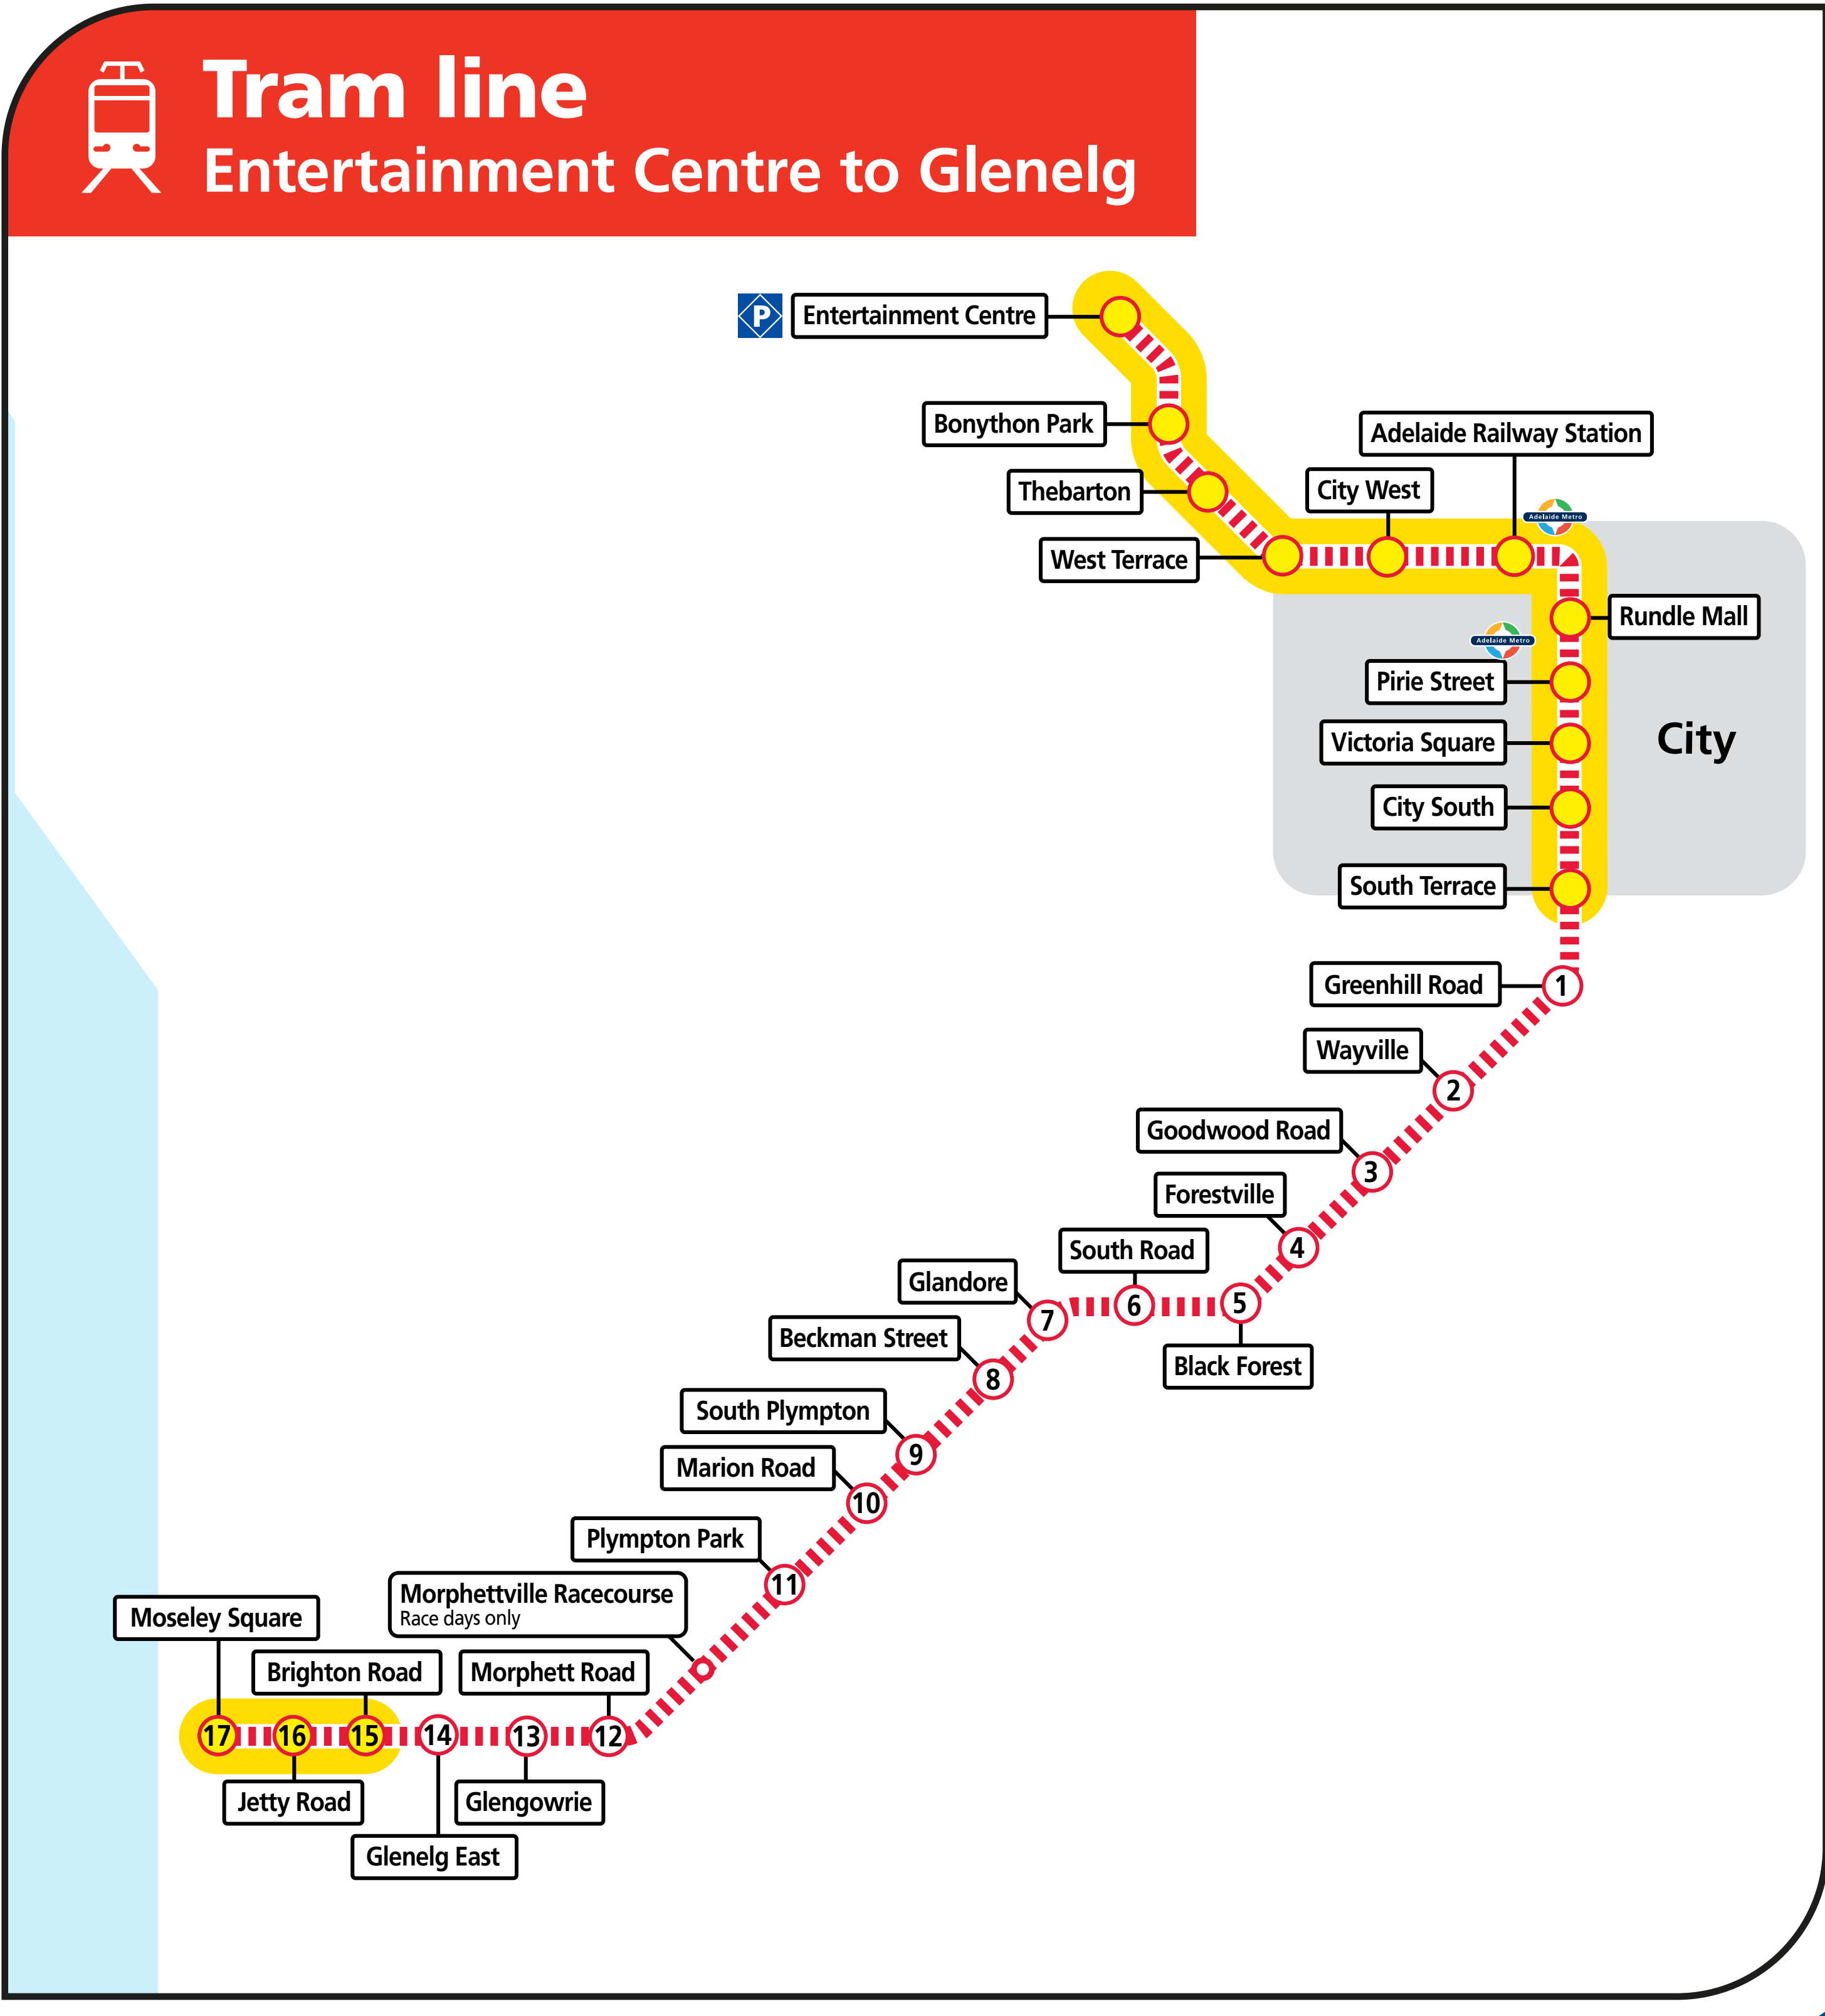 Tram line
Entertainment Centre to Glenelg
P
Entertainment Centre
Bonython Park
Adelaide Railway Station
Thebarton
City West
Adelaide Metro
West Terrace
Rundle Mall
Adelaide Metro
Pirie Street
Victoria Square
City
City South
South Terrace
Greenhill Road
1
Wayville
2
Goodwood Road
3
Forestville
4
South Road
6
5
Black Forest
Glandore
7
Beckman Street
8
South Plympton
9
Marion Road
10
Plympton Park
11
Morphettville Racecourse
Race days only
Moseley Square
Brighton Road
Morphett Road
17
16
15
14
13
12
Jetty Road
Glengowrie
Glenelg East